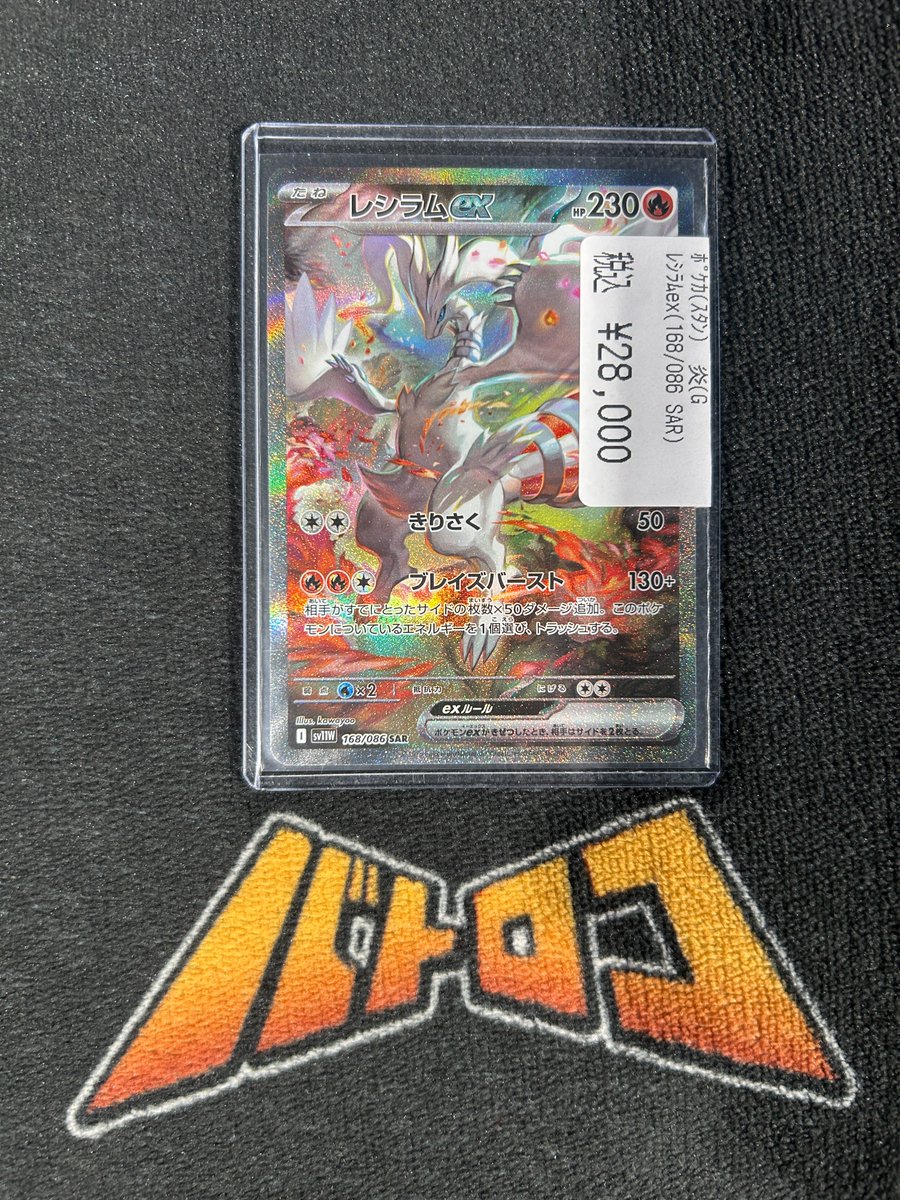 たね
レシラムex
HP230
ポケカ(スタン) 炎(G
レシラムex(168/086 SAR)
税込 ¥28,000
きりさく 50
ブレイズバースト 130+
相手がすでにとったサイドの枚数×50ダメージ追加。このポケ
モンについているエネルギーを1個選び、トラッシュする。
弱点 ×2 抵抗力 にげる
exルール
ポケモンexがきぜつしたとき、相手はサイドを2枚とる。
Illus. kawayoo
I sv11W 168/086 SAR
バトロコ